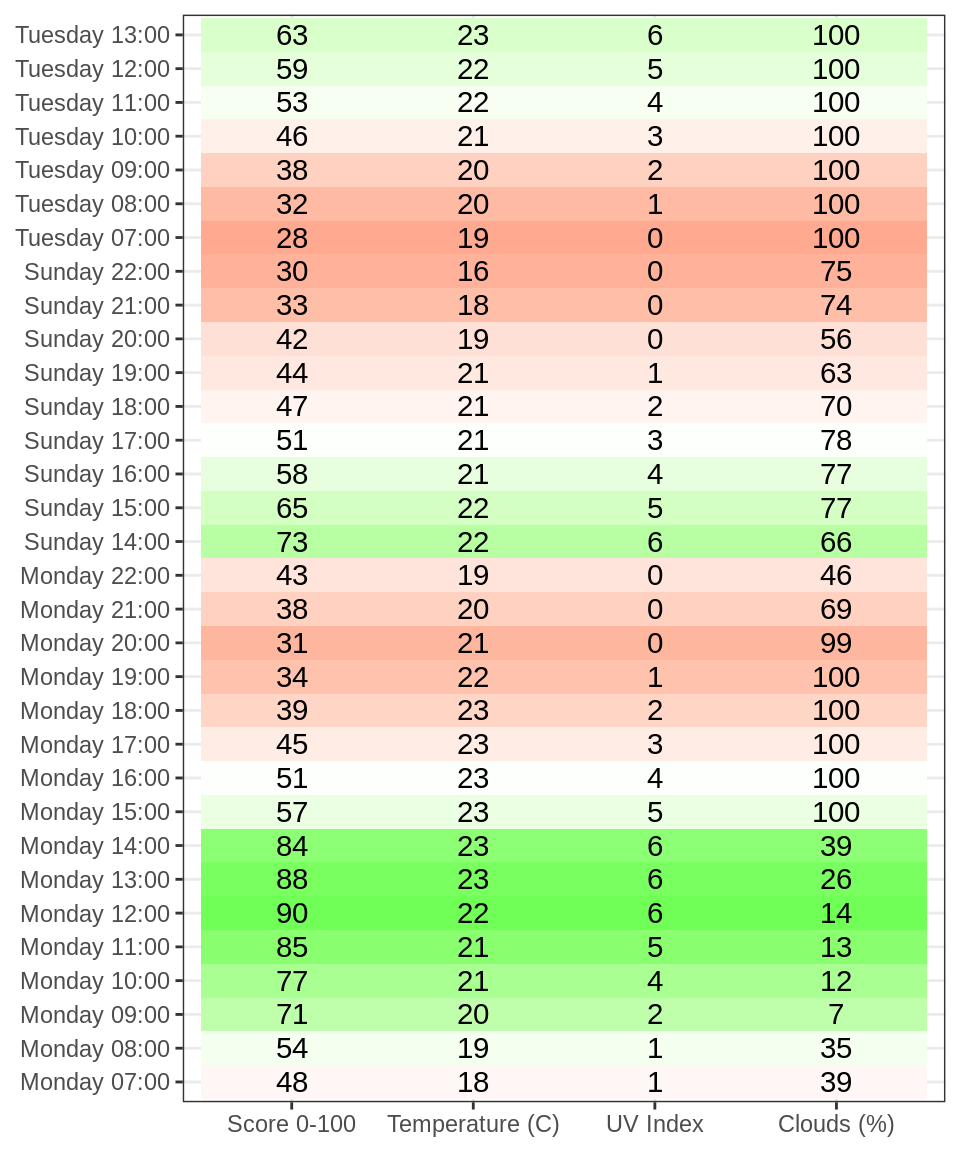 Tuesday 13:00 63 23 6 100
Tuesday 12:00 59 22 5 100
Tuesday 11:00 53 22 4 100
Tuesday 10:00 46 21 3 100
Tuesday 09:00 38 20 2 100
Tuesday 08:00 32 20 1 100
Tuesday 07:00 28 19 0 100
Sunday 22:00 30 16 0 75
Sunday 21:00 33 18 0 74
Sunday 20:00 42 19 0 56
Sunday 19:00 44 21 1 63
Sunday 18:00 47 21 2 70
Sunday 17:00 51 21 3 78
Sunday 16:00 58 21 4 77
Sunday 15:00 65 22 5 77
Sunday 14:00 73 22 6 66
Monday 22:00 43 19 0 46
Monday 21:00 38 20 0 69
Monday 20:00 31 21 0 99
Monday 19:00 34 22 1 100
Monday 18:00 39 23 2 100
Monday 17:00 45 23 3 100
Monday 16:00 51 23 4 100
Monday 15:00 57 23 5 100
Monday 14:00 84 23 6 39
Monday 13:00 88 23 6 26
Monday 12:00 90 22 6 14
Monday 11:00 85 21 5 13
Monday 10:00 77 21 4 12
Monday 09:00 71 20 2 7
Monday 08:00 54 19 1 35
Monday 07:00 48 18 1 39
Score 0-100 Temperature (C) UV Index Clouds (%)